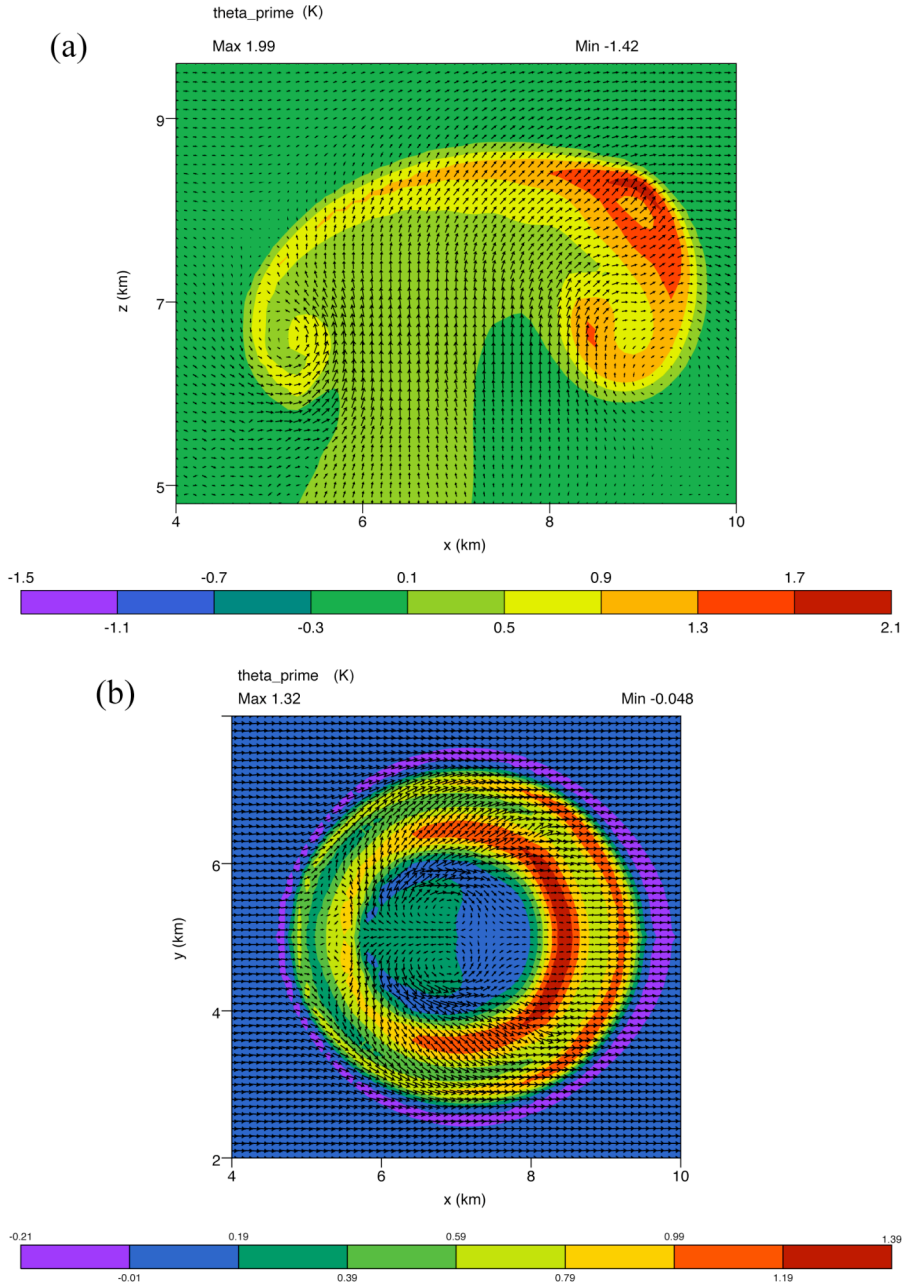 theta_prime (K)
(a)
Max 1.99 Min -1.42
9
7
5
z (km)
4 6 8 10
x (km)
-1.5 -0.7 0.1 0.9 1.7
-1.1 -0.3 0.5 1.3 2.1
theta_prime (K)
(b)
Max 1.32 Min -0.048
6
4
2
y (km)
4 6 8 10
x (km)
-0.21 0.19 0.59 0.99 1.39
-0.01 0.39 0.79 1.19